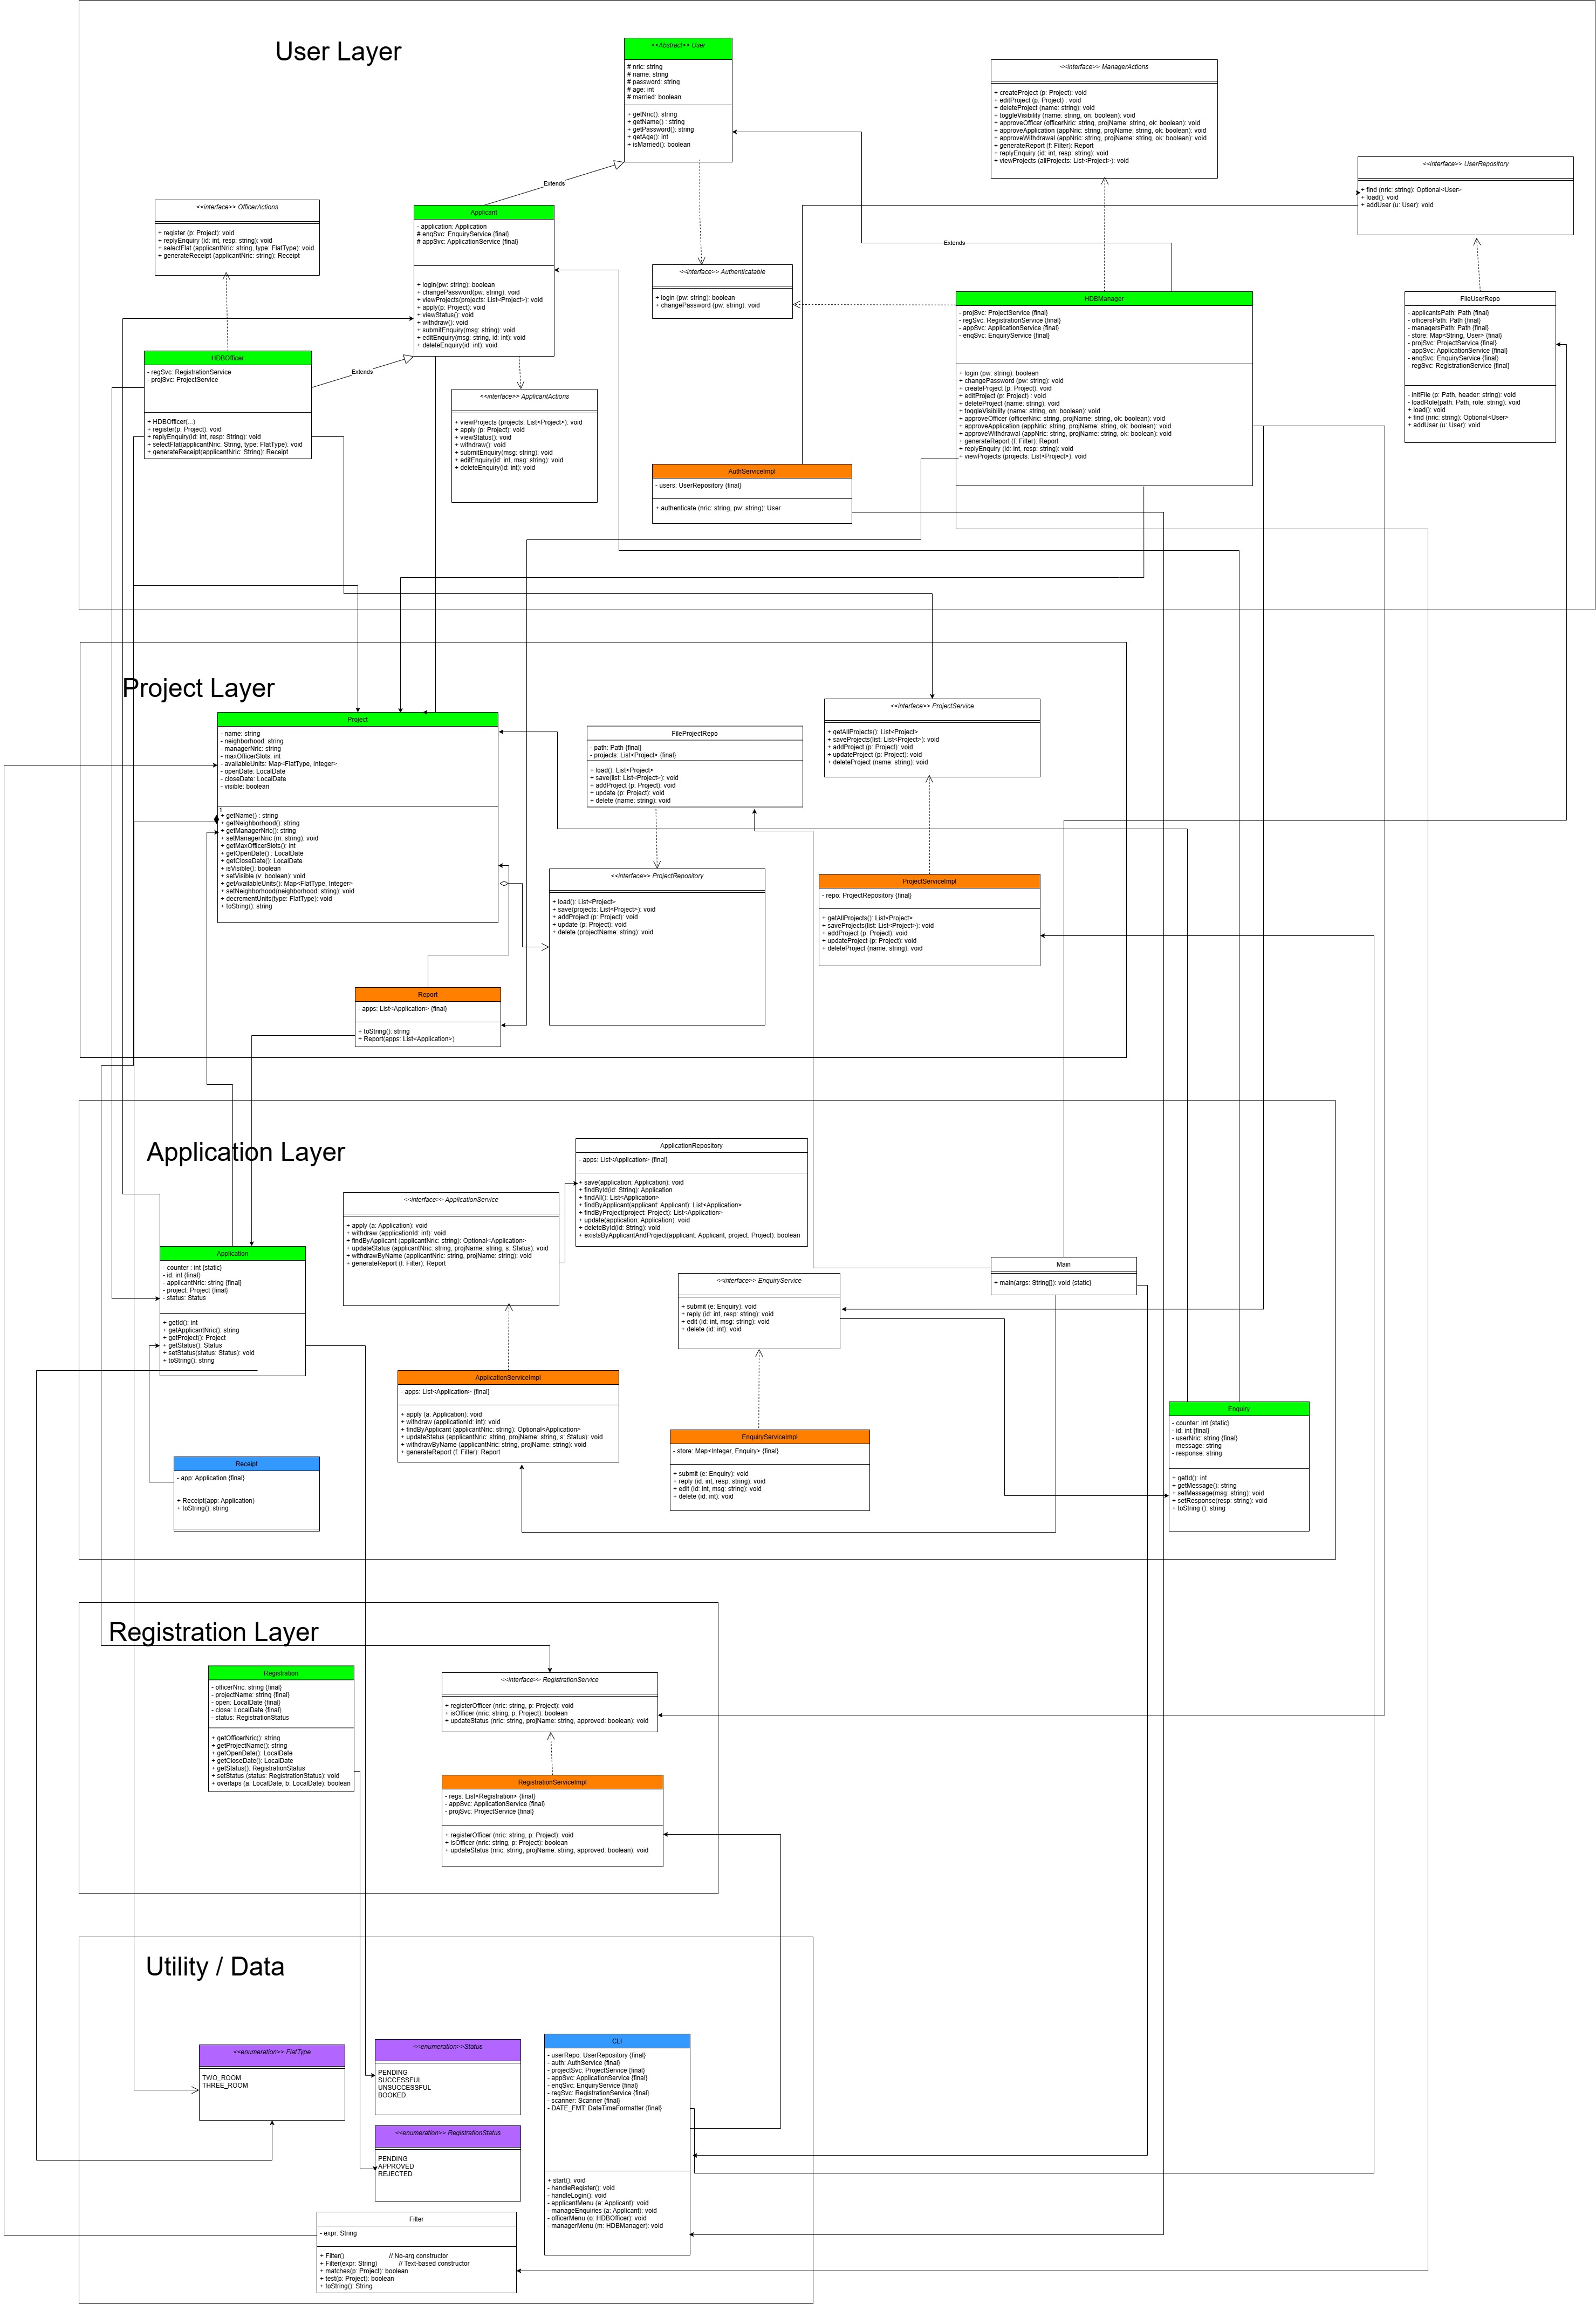 User Layer
<<Abstract>> User
# nric: string
# name: string
# password: string
# age: int
# married: boolean
+ getNric(): string
+ getName() : string
+ getPassword(): string
+ getAge(): int
+ isMarried(): boolean
<<interface>> ManagerActions
+ createProject (p: Project): void
+ editProject (p: Project) : void
+ deleteProject (name: string): void
+ toggleVisibility (name: string, on: boolean): void
+ approveOfficer (officerNric: string, projName: string, ok: boolean): void
+ approveApplication (appNric: string, projName: string, ok: boolean): void
+ approveWithdrawal (appNric: string, projName: string, ok: boolean): void
+ generateReport (f: Filter): Report
+ replyEnquiry (id: int, resp: string): void
+ viewProjects (allProjects: List<Project>): void
<<interface>> UserRepository
+ find (nric: string): Optional<User>
+ load(): void
+ addUser (u: User): void
Extends
<<interface>> OfficerActions
+ register (p: Project): void
+ replyEnquiry (id: int, resp: string): void
+ selectFlat (applicantNric: string, type: FlatType): void
+ generateReceipt (applicantNric: string): Receipt
Applicant
- application: Application
# enqSvc: EnquiryService {final}
# appSvc: ApplicationService {final}
+ login(pw: string): boolean
+ changePassword(pw: string): void
+ viewProjects(projects: List<Project>): void
+ apply(p: Project): void
+ viewStatus(): void
+ withdraw(): void
+ submitEnquiry(msg: string): void
+ editEnquiry(msg: string, id: int): void
+ deleteEnquiry(id: int): void
Extends
<<interface>> Authenticatable
+ login (pw: string): boolean
+ changePassword (pw: string): void
HDBManager
- projSvc: ProjectService {final}
- regSvc: RegistrationService {final}
- appSvc: ApplicationService {final}
- enqSvc: EnquiryService {final}
+ login (pw: string): boolean
+ changePassword (pw: string): void
+ createProject (p: Project): void
+ editProject (p: Project) : void
+ deleteProject (name: string): void
+ toggleVisibility (name: string, on: boolean): void
+ approveOfficer (officerNric: string, projName: string, ok: boolean): void
+ approveApplication (appNric: string, projName: string, ok: boolean): void
+ approveWithdrawal (appNric: string, projName: string, ok: boolean): void
+ generateReport (f: Filter): Report
+ replyEnquiry (id: int, resp: string): void
+ viewProjects (projects: List<Project>): void
FileUserRepo
- applicantsPath: Path {final}
- officersPath: Path {final}
- managersPath: Path {final}
- store: Map<String, User> {final}
- projSvc: ProjectService {final}
- appSvc: ApplicationService {final}
- enqSvc: EnquiryService {final}
- regSvc: RegistrationService {final}
- initFile (p: Path, header: string): void
- loadRole(path: Path, role: string): void
+ load(): void
+ find (nric: string): Optional<User>
+ addUser (u: User): void
HDBOfficer
- regSvc: RegistrationService
- projSvc: ProjectService
+ HDBOfficer(...)
+ register(p: Project): void
+ replyEnquiry(id: int, resp: String): void
+ selectFlat(applicantNric: String, type: FlatType): void
+ generateReceipt(applicantNric: String): Receipt
Extends
<<interface>> ApplicantActions
+ viewProjects (projects: List<Project>): void
+ apply (p: Project): void
+ viewStatus(): void
+ withdraw(): void
+ submitEnquiry(msg: string): void
+ editEnquiry(id: int, msg: string): void
+ deleteEnquiry(id: int): void
AuthServiceImpl
- users: UserRepository {final}
+ authenticate (nric: string, pw: string): User
Project Layer
Project
- name: string
- neighborhood: string
- managerNric: string
- maxOfficerSlots: int
- availableUnits: Map<FlatType, Integer>
- openDate: LocalDate
- closeDate: LocalDate
- visible: boolean
1
+ getName() : string
+ getNeighborhood(): string
+ getManagerNric(): string
+ setManagerNric (m: string): void
+ getMaxOfficerSlots(): int
+ getOpenDate() : LocalDate
+ getCloseDate(): LocalDate
+ isVisible(): boolean
+ setVisible (v: boolean): void
+ getAvailableUnits(): Map<FlatType, Integer>
+ setNeighborhood(neighborhood: string): void
+ decrementUnits(type: FlatType): void
+ toString(): string
FileProjectRepo
- path: Path {final}
- projects: List<Project> {final}
+ load(): List<Project>
+ save(list: List<Project>): void
+ addProject (p: Project): void
+ update (p: Project): void
+ delete (name: string): void
<<interface>> ProjectService
+ getAllProjects(): List<Project>
+ saveProjects(list: List<Project>): void
+ addProject (p: Project): void
+ updateProject (p: Project): void
+ deleteProject (name: string): void
<<interface>> ProjectRepository
+ load(): List<Project>
+ save(projects: List<Project>): void
+ addProject (p: Project): void
+ update (p: Project): void
+ delete (projectName: string): void
ProjectServiceImpl
- repo: ProjectRepository {final}
+ getAllProjects(): List<Project>
+ saveProjects(list: List<Project>): void
+ addProject (p: Project): void
+ updateProject (p: Project): void
+ deleteProject (name: string): void
Report
- apps: List<Application> {final}
+ toString(): string
+ Report(apps: List<Application>)
Application Layer
ApplicationRepository
- apps: List<Application> {final}
+ save(application: Application): void
+ findById(id: String): Application
+ findAll(): List<Application>
+ findByApplicant(applicant: Applicant): List<Application>
+ findByProject(project: Project): List<Application>
+ update(application: Application): void
+ deleteById(id: String): void
+ existsByApplicantAndProject(applicant: Applicant, project: Project): boolean
<<interface>> ApplicationService
+ apply (a: Application): void
+ withdraw (applicationId: int): void
+ findByApplicant (applicantNric: string): Optional<Application>
+ updateStatus (applicantNric: string, projName: string, s: Status): void
+ withdrawByName (applicantNric: string, projName: string): void
+ generateReport (f: Filter): Report
Application
- counter : int {static}
- id: int {final}
- applicantNric: string {final}
- project: Project {final}
- status: Status
+ getId(): int
+ getApplicantNric(): string
+ getProject(): Project
+ getStatus(): Status
+ setStatus(status: Status): void
+ toString(): string
<<interface>> EnquiryService
+ submit (e: Enquiry): void
+ reply (id: int, resp: string): void
+ edit (id: int, msg: string): void
+ delete (id: int): void
Main
+ main(args: String[]): void {static}
ApplicationServiceImpl
- apps: List<Application> {final}
+ apply (a: Application): void
+ withdraw (applicationId: int): void
+ findByApplicant (applicantNric: string): Optional<Application>
+ updateStatus (applicantNric: string, projName: string, s: Status): void
+ withdrawByName (applicantNric: string, projName: string): void
+ generateReport (f: Filter): Report
EnquiryServiceImpl
- store: Map<Integer, Enquiry> {final}
+ submit (e: Enquiry): void
+ reply (id: int, resp: string): void
+ edit (id: int, msg: string): void
+ delete (id: int): void
Enquiry
- counter: int {static}
- id: int {final}
- userNric: string {final}
- message: string
- response: string
+ getId(): int
+ getMessage(): string
+ setMessage(msg: string): void
+ setResponse(resp: string): void
+ toString (): string
Receipt
- app: Application {final}
+ Receipt(app: Application)
+ toString(): string
Registration Layer
Registration
- officerNric: string {final}
- projectName: string {final}
- open: LocalDate {final}
- close: LocalDate {final}
- status: RegistrationStatus
+ getOfficerNric(): string
+ getProjectName(): string
+ getOpenDate(): LocalDate
+ getCloseDate(): LocalDate
+ getStatus(): RegistrationStatus
+ setStatus (status: RegistrationStatus): void
+ overlaps (a: LocalDate, b: LocalDate): boolean
<<interface>> RegistrationService
+ registerOfficer (nric: string, p: Project): void
+ isOfficer (nric: string, p: Project): boolean
+ updateStatus (nric: string, projName: string, approved: boolean): void
RegistrationServiceImpl
- regs: List<Registration> {final}
- appSvc: ApplicationService {final}
- projSvc: ProjectService {final}
+ registerOfficer (nric: string, p: Project): void
+ isOfficer (nric: string, p: Project): boolean
+ updateStatus (nric: string, projName: string, approved: boolean): void
Utility / Data
<<enumeration>> FlatType
TWO_ROOM
THREE_ROOM
<<enumeration>>Status
PENDING
SUCCESSFUL
UNSUCCESSFUL
BOOKED
<<enumeration>> RegistrationStatus
PENDING
APPROVED
REJECTED
CLI
- userRepo: UserRepository {final}
- auth: AuthService {final}
- projectSvc: ProjectService {final}
- appSvc: ApplicationService {final}
- enqSvc: EnquiryService {final}
- regSvc: RegistrationService {final}
- scanner: Scanner {final}
- DATE_FMT: DateTimeFormatter {final}
+ start(): void
- handleRegister(): void
- handleLogin(): void
- applicantMenu (a: Applicant): void
- manageEnquiries (a: Applicant): void
- officerMenu (o: HDBOfficer): void
- managerMenu (m: HDBManager): void
Filter
- expr: String
+ Filter() // No-arg constructor
+ Filter(expr: String) // Text-based constructor
+ matches(p: Project): boolean
+ test(p: Project): boolean
+ toString(): String